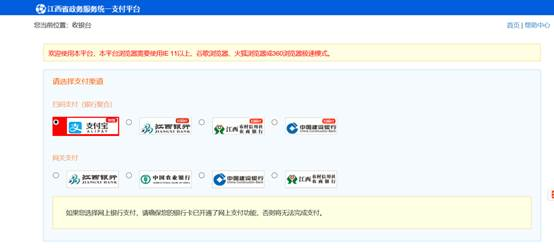 江西省政务服务统一支付平台
您当前位置：收银台
首页 | 帮助中心
欢迎使用本平台，本平台浏览器需要使用IE 11以上、谷歌浏览器、火狐浏览器或360浏览器极速模式。
请选择支付渠道
扫码支付（银行聚合）
支付宝 ALIPAY
江西银行 JIANGXI BANK
江西农村信用社 农商银行
中国建设银行 China Construction Bank
网关支付
江西银行 JIANGXI BANK
中国农业银行
中国建设银行 China Construction Bank
江西农村信用社 农商银行
如果您选择网上银行支付，请确保您的银行卡已开通了网上支付功能，否则将无法完成支付。